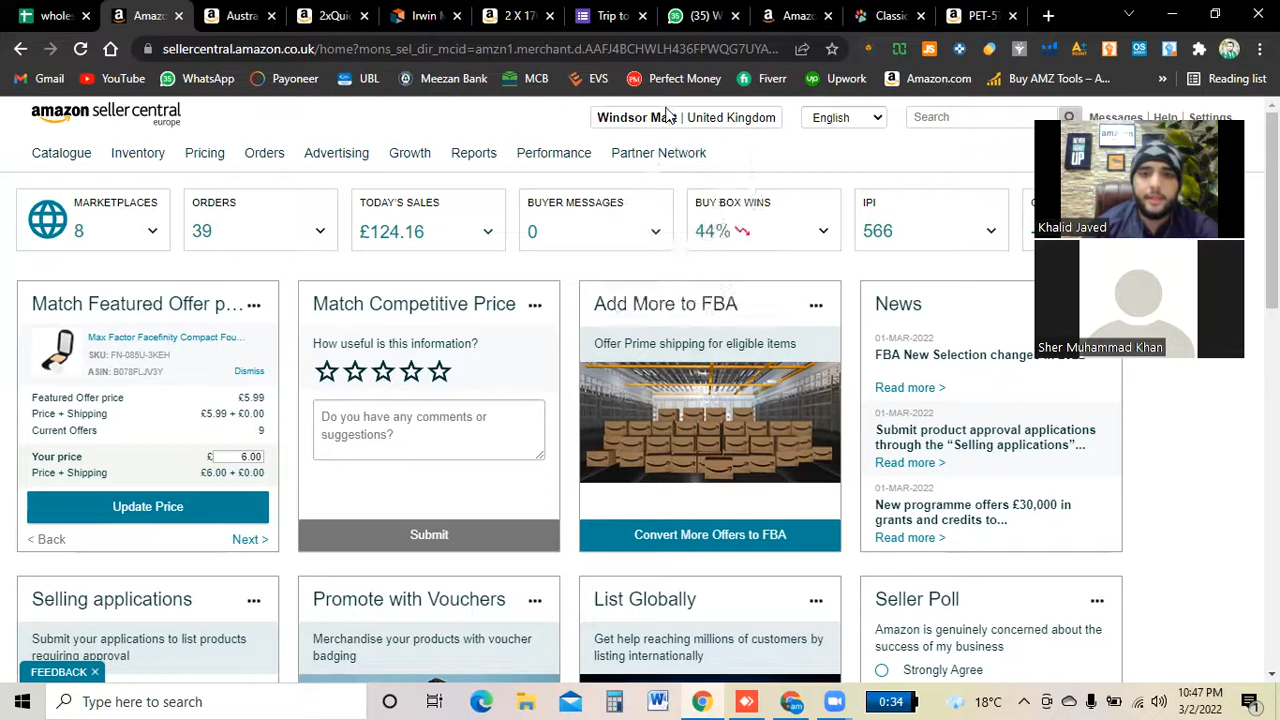 whole
Amazo
Austra
2xQuic
Irwin M
2 X 170
Trip to
(35) W
Amazo
Classic
PET-S
sellercentral.amazon.co.uk/home?mons_sel_dir_mcid=amzn1.merchant.d.AAFJ4BCHWLH436FPWQG7UYA...
Gmail
YouTube
WhatsApp
Payoneer
UBL
Meezan Bank
MCB
EVS
Perfect Money
Fiverr
Upwork
Amazon.com
Buy AMZ Tools – A...
Reading list
amazon seller central
europe
| United Kingdom
English
Search
Messages | Help | Settings
Catalogue
Inventory
Pricing
Orders
Advertising
Growth
Reports
Performance
Partner Network
MARKETPLACES
8
ORDERS
39
TODAY'S SALES
£124.16
BUYER MESSAGES
0
BUY BOX WINS
44%
IPI
566
Khalid Javed
Sher Muhammad Khan
Match Featured Offer p...
Max Factor Facefinity Compact Fou...
SKU: FN-085U-3KEH
ASIN: B078FLJV3Y
Dismiss
Featured Offer price £5.99
Price + Shipping £5.99 + £0.00
Current Offers 9
Your price £ 6.00
Price + Shipping £6.00 + £0.00
Update Price
< Back
Next >
Match Competitive Price
How useful is this information?
Do you have any comments or
suggestions?
Submit
Add More to FBA
Offer Prime shipping for eligible items
Convert More Offers to FBA
News
01-MAR-2022
FBA New Selection change
Read more >
01-MAR-2022
Submit product approval applications
through the “Selling applications”...
Read more >
01-MAR-2022
New programme offers £30,000 in
grants and credits to...
Read more >
Selling applications
Submit your applications to list products
requiring approval
Promote with Vouchers
Merchandise your products with voucher
badging
List Globally
Get help reaching millions of customers by
listing internationally
Seller Poll
Amazon is genuinely concerned about the
success of my business
Strongly Agree
FEEDBACK ×
Type here to search
0:34
18°C
10:47 PM
3/2/2022